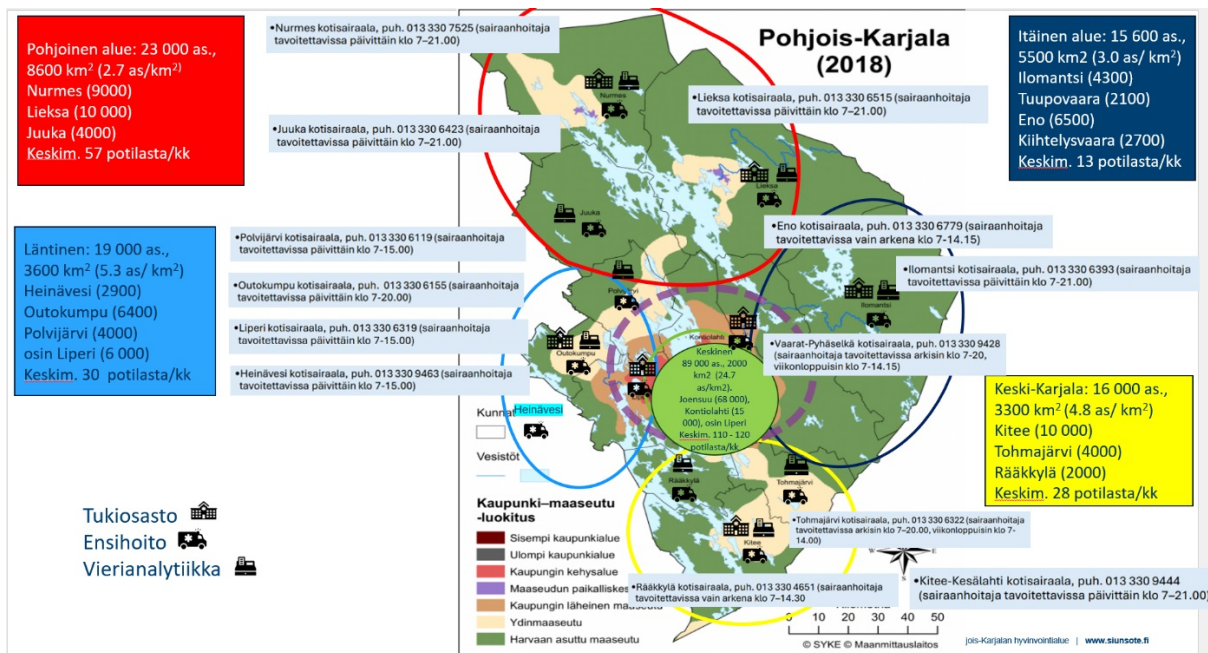 Pohjoinen alue: 23 000 as.,
8600 km² (2.7 as/km²)
Nurmes (9000)
Lieksa (10 000)
Juuka (4000)
Keskim. 57 potilasta/kk
•Nurmes kotisairaala, puh. 013 330 7525 (sairaanhoitaja
tavoitettavissa päivittäin klo 7–21.00)
Pohjois-Karjala
(2018)
Itäinen alue: 15 600 as.,
5500 km2 (3.0 as/ km²)
Ilomantsi (4300)
Tuupovaara (2100)
Eno (6500)
Kiihtelysvaara (2700)
Keskim. 13 potilasta/kk
Nurmes
•Lieksa kotisairaala, puh. 013 330 6515 (sairaanhoitaja
tavoitettavissa päivittäin klo 7–21.00)
•Juuka kotisairaala, puh. 013 330 6423 (sairaanhoitaja
tavoitettavissa päivittäin klo 7–21.00)
Lieksa
Juuka
Läntinen: 19 000 as.,
3600 km² (5.3 as/ km²)
Heinävesi (2900)
Outokumpu (6400)
Polvijärvi (4000)
osin Liperi (6 000)
Keskim. 30 potilasta/kk
•Polvijärvi kotisairaala, puh. 013 330 6119 (sairaanhoitaja
tavoitettavissa päivittäin klo 7-15.00)
•Eno kotisairaala, puh. 013 330 6779 (sairaanhoitaja
tavoitettavissa vain arkena klo 7-14.15)
•Outokumpu kotisairaala, puh. 013 330 6155 (sairaanhoitaja
tavoitettavissa päivittäin klo 7-20.00)
•Ilomantsi kotisairaala, puh. 013 330 6393 (sairaanhoitaja
tavoitettavissa päivittäin klo 7-21.00)
Polvijärvi
Ilomantsi
•Liperi kotisairaala, puh. 013 330 6319 (sairaanhoitaja
tavoitettavissa päivittäin klo 7-15.00)
Outokumpu
Kontiolahti
•Vaarat-Pyhäselkä kotisairaala, puh. 013 330 9428
(sairaanhoitaja tavoitettavissa arkisin klo 7-20,
viikonloppuisin klo 7-14.15)
•Heinävesi kotisairaala, puh. 013 330 9463 (sairaanhoitaja
tavoitettavissa päivittäin klo 7-15.00)
Keskinen
89 000 as., 2000
km2 (24.7
as/km2).
Joensuu (68 000),
Kontiolahti (15
000), osin Liperi
Keskim. 110 - 120
potilasta/kk
Keski-Karjala: 16 000 as.,
3300 km² (4.8 as/ km²)
Kitee (10 000)
Tohmajärvi (4000)
Rääkkylä (2000)
Keskim. 28 potilasta/kk
Kunnat
Heinävesi
Vesistöt
Rääkkylä
Tohmajärvi
Kitee
Kaupunki–maaseutu
-luokitus
Sisempi kaupunkialue
Ulompi kaupunkialue
Kaupungin kehysalue
Maaseudun paikalliskes
Kaupungin läheinen maaseutu
Ydinmaaseutu
Harvaan asuttu maaseutu
Tukiosasto
Ensihoito
Vierianalytiikka
•Tohmajärvi kotisairaala, puh. 013 330 6322 (sairaanhoitaja
tavoitettavissa arkisin klo 7–20.00, viikonloppuisin klo 7-
14.00)
W E
S
•Rääkkylä kotisairaala, puh. 013 330 4651 (sairaanhoitaja
tavoitettavissa vain arkena klo 7–14.30
•Kitee-Kesälahti kotisairaala, puh. 013 330 9444
(sairaanhoitaja tavoitettavissa päivittäin klo 7–21.00)
0 10 20 30 40 50
© SYKE © Maanmittauslaitos
jois-Karjalan hyvinvointialue | www.siunsote.fi